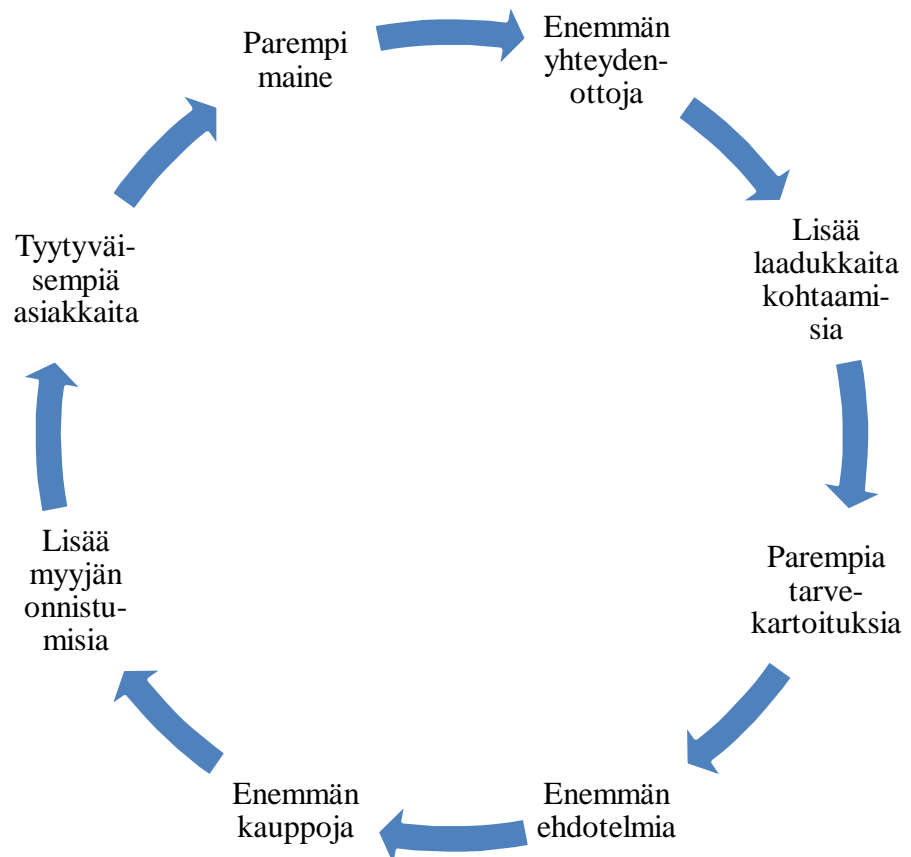 Parempi
maine
Enemmän
yhteyden-
ottoja
Lisää
laadukkaita
kohtaami-
sia
Parempia
tarve-
kartoituksia
Enemmän
ehdotelmia
Enemmän
kauppoja
Lisää
myyjän
onnistu-
misia
Tyytyväi-
sempiä
asiakkaita